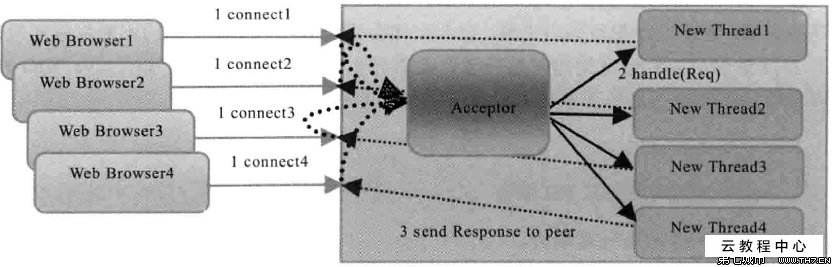 1 connect1
New Thread1
Web Browser1
1 connect2
2 handle(Req)
Web Browser2
1 connect3
Acceptor
New Thread2
Web Browser3
1 connect4
New Thread3
Web Browser4
3 send Response to peer
New Thread4
云教程中心